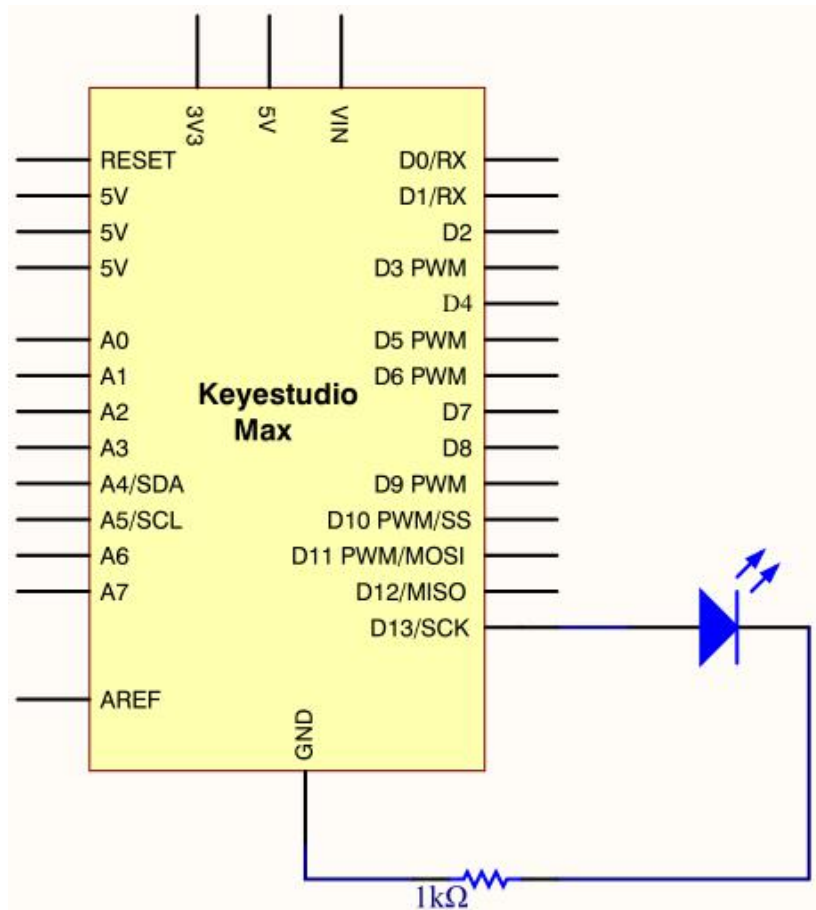 3V3
5V
VIN
RESET
D0/RX
5V
D1/RX
5V
D2
5V
D3 PWM
D4
A0
D5 PWM
A1
D6 PWM
A2
D7
Keyestudio
Max
A3
D8
A4/SDA
D9 PWM
A5/SCL
D10 PWM/SS
A6
D11 PWM/MOSI
A7
D12/MISO
D13/SCK
AREF
GND
1kΩ